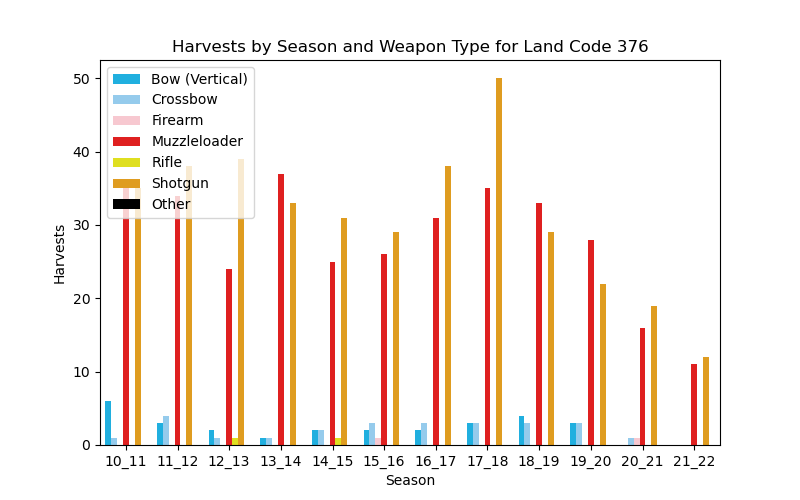 Harvests by Season and Weapon Type for Land Code 376
50
40
30
20
10
0
Harvests
Bow (Vertical)
Crossbow
Firearm
Muzzleloader
Rifle
Shotgun
Other
10_11 11_12 12_13 13_14 14_15 15_16 16_17 17_18 18_19 19_20 20_21 21_22
Season